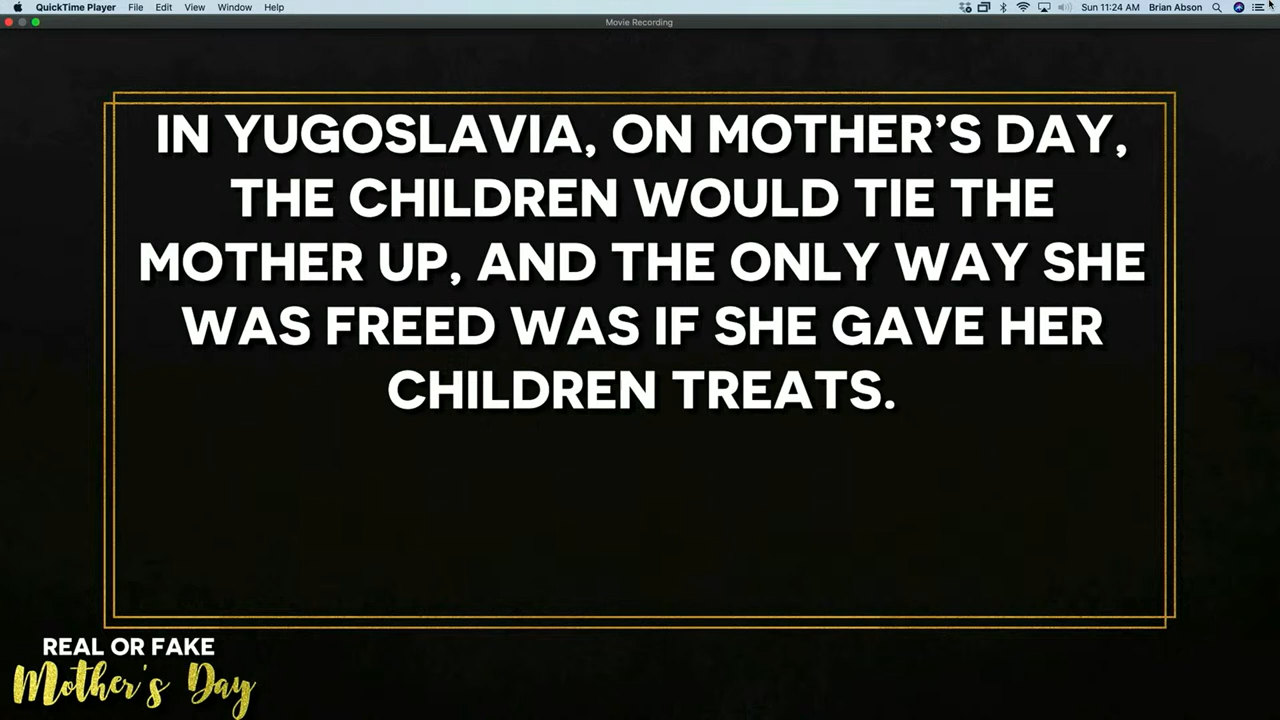 QuickTime Player File Edit View Window Help Sun 11:24 AM Brian Abson
Movie Recording
IN YUGOSLAVIA, ON MOTHER'S DAY,
THE CHILDREN WOULD TIE THE
MOTHER UP, AND THE ONLY WAY SHE
WAS FREED WAS IF SHE GAVE HER
CHILDREN TREATS.
REAL OR FAKE
Mother's Day